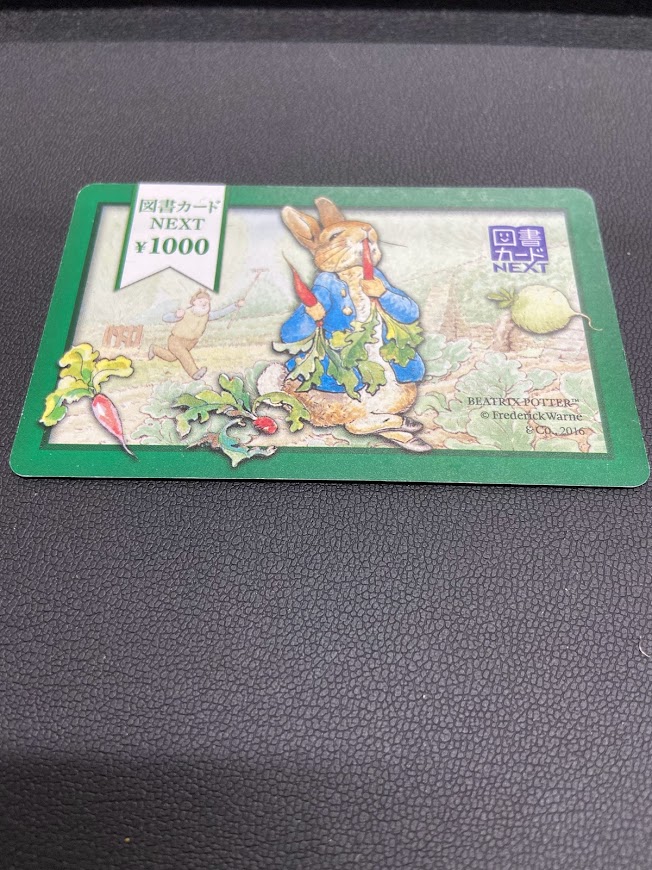 図書カード
NEXT
¥1000
図書
カード
NEXT
BEATRIX POTTER™
© Frederick Warne
& Co., 2016